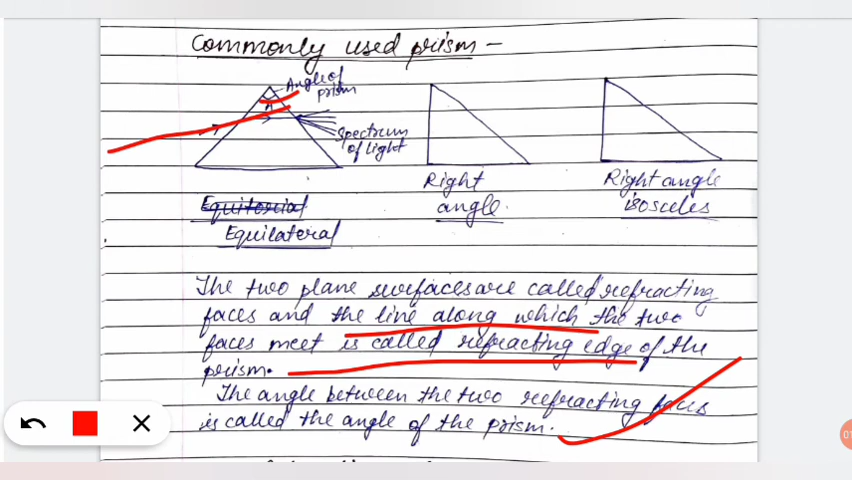 Commonly used prism -
Angle of
prism
A
Spectrum
of light
Equitorial
Equilateral
Right
angle.
Right angle
isosceles
The two plane surfaces are called refracting
faces and the line along which the two
faces meet is called refracting edge of the
prism.
The angle between the two refracting faces
is called the angle of the prism.